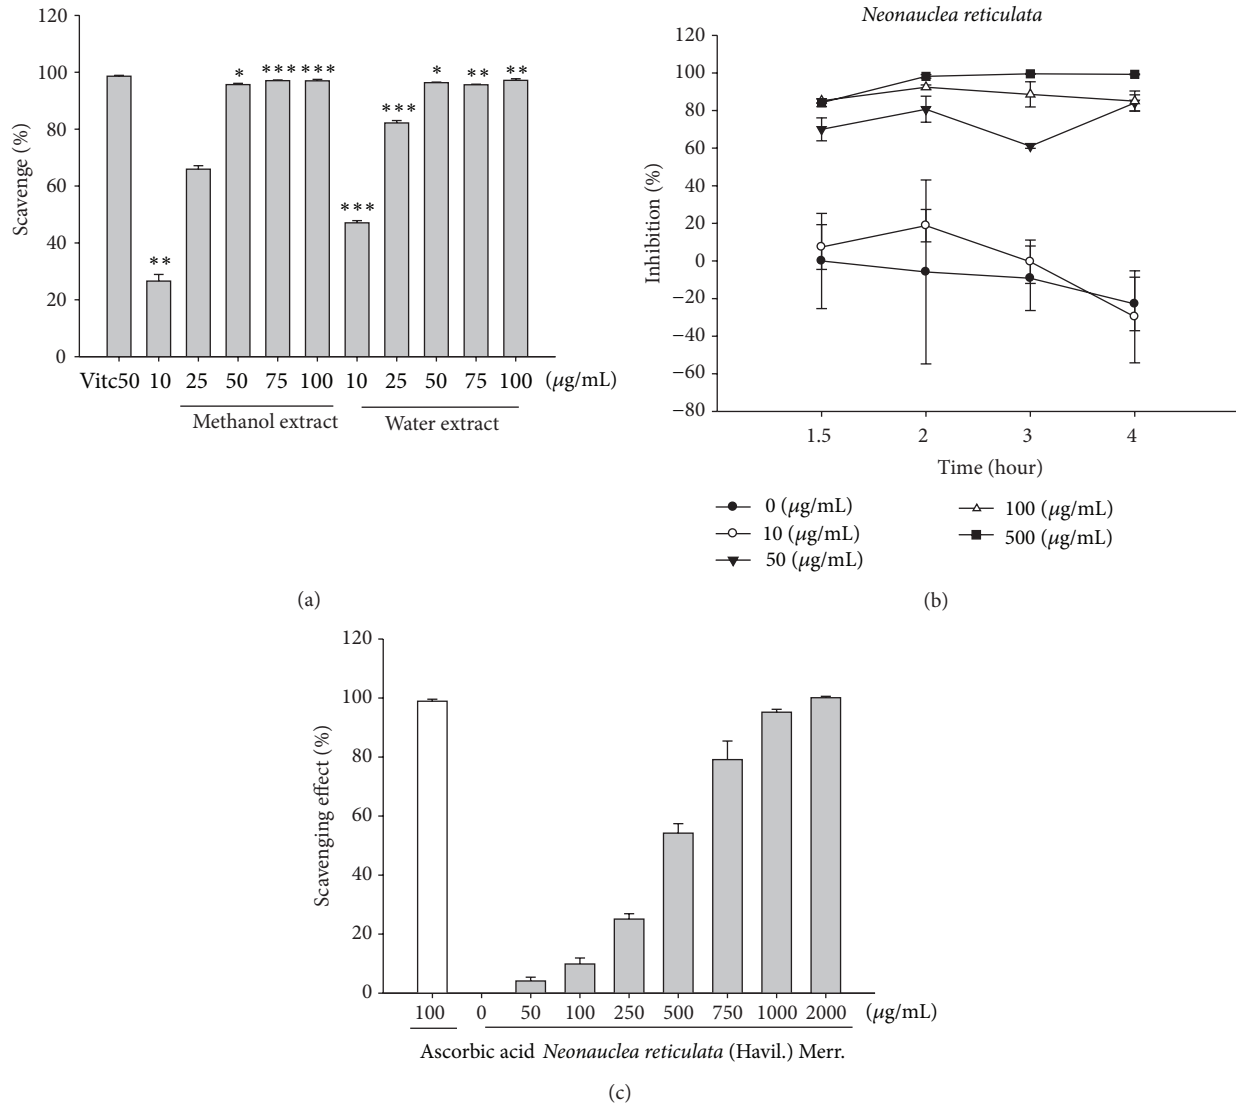 120
100
80
60
40
20
0
Scavenge (%)
*
***
***
*
**
**
***
***
**
Vitc50 10 25 50 75 100 10 25 50 75 100 (μg/mL)
Methanol extract Water extract
(a)
Neonauclea reticulata
120
100
80
60
40
20
0
−20
−40
−60
−80
Inhibition (%)
1.5 2 3 4
Time (hour)
0 (μg/mL)
10 (μg/mL)
50 (μg/mL)
100 (μg/mL)
500 (μg/mL)
(b)
120
100
80
60
40
20
0
Scavenging effect (%)
100 0 50 100 250 500 750 1000 2000 (μg/mL)
Ascorbic acid Neonauclea reticulata (Havil.) Merr.
(c)